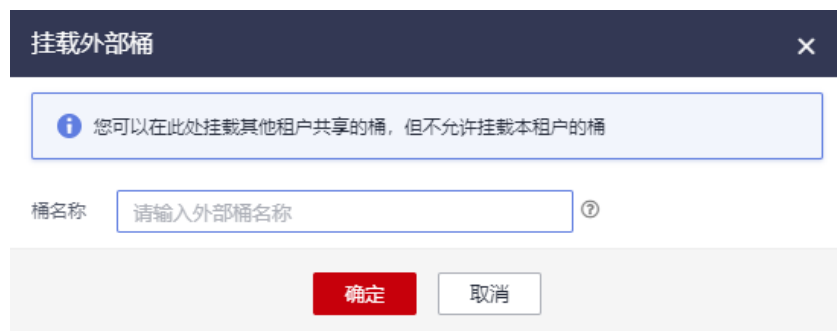 挂载外部桶
您可以在此处挂载其他租户共享的桶，但不允许挂载本租户的桶
桶名称 请输入外部桶名称
确定 取消